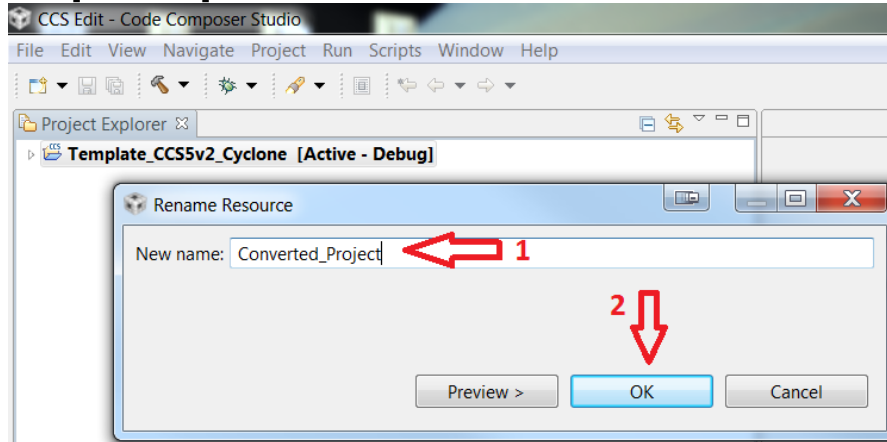 CCS Edit - Code Composer Studio
File Edit View Navigate Project Run Scripts Window Help
Project Explorer
Template_CCS5v2_Cyclone [Active - Debug]
Rename Resource
New name: Converted_Project 1
2
Preview > OK Cancel